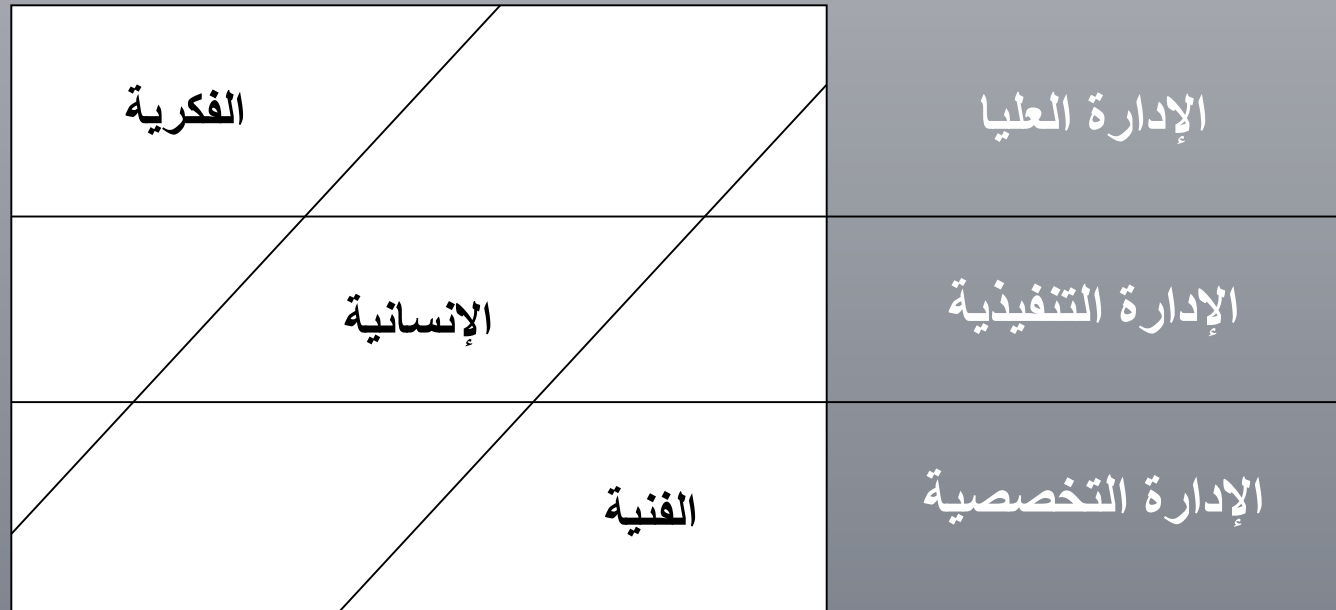 الإدارة العليا
الفكرية
الإدارة التنفيذية
الإنسانية
الإدارة التخصصية
الفنية